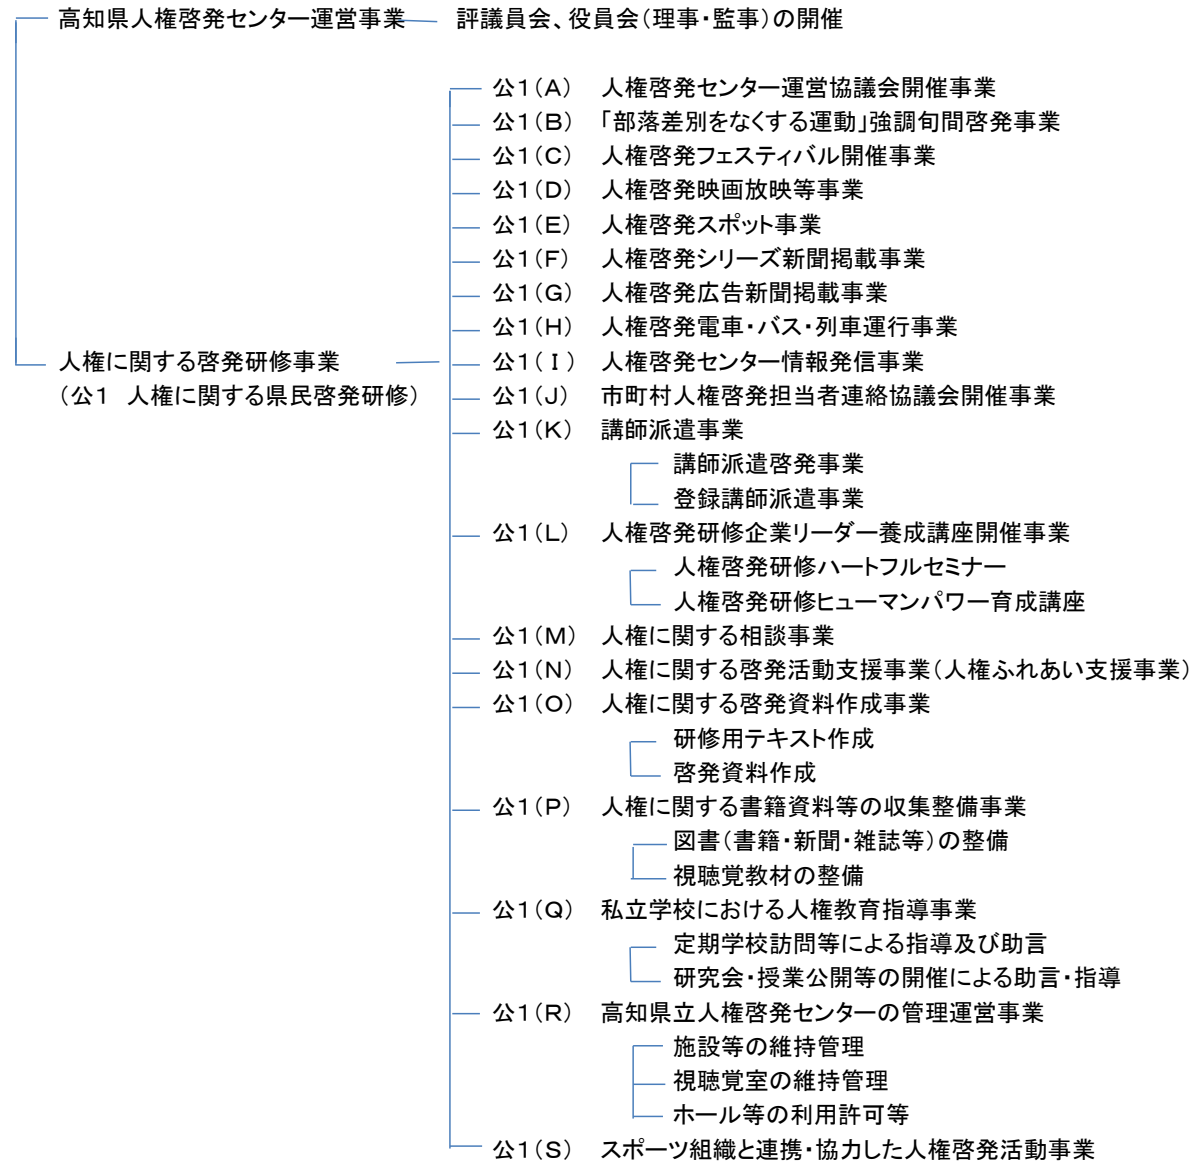 高知県人権啓発センター運営事業 評議員会、役員会(理事・監事)の開催
公1(A) 人権啓発センター運営協議会開催事業
公1(B) 「部落差別をなくする運動」強調旬間啓発事業
公1(C) 人権啓発フェスティバル開催事業
公1(D) 人権啓発映画放映等事業
公1(E) 人権啓発スポット事業
公1(F) 人権啓発シリーズ新聞掲載事業
公1(G) 人権啓発広告新聞掲載事業
公1(H) 人権啓発電車・バス・列車運行事業
人権に関する啓発研修事業 公1(I) 人権啓発センター情報発信事業
(公1 人権に関する県民啓発研修) 公1(J) 市町村人権啓発担当者連絡協議会開催事業
公1(K) 講師派遣事業
講師派遣啓発事業
登録講師派遣事業
公1(L) 人権啓発研修企業リーダー養成講座開催事業
人権啓発研修ハートフルセミナー
人権啓発研修ヒューマンパワー育成講座
公1(M) 人権に関する相談事業
公1(N) 人権に関する啓発活動支援事業(人権ふれあい支援事業)
公1(O) 人権に関する啓発資料作成事業
研修用テキスト作成
啓発資料作成
公1(P) 人権に関する書籍資料等の収集整備事業
図書(書籍・新聞・雑誌等)の整備
視聴覚教材の整備
公1(Q) 私立学校における人権教育指導事業
定期学校訪問等による指導及び助言
研究会・授業公開等の開催による助言・指導
公1(R) 高知県立人権啓発センターの管理運営事業
施設等の維持管理
視聴覚室の維持管理
ホール等の利用許可等
公1(S) スポーツ組織と連携・協力した人権啓発活動事業